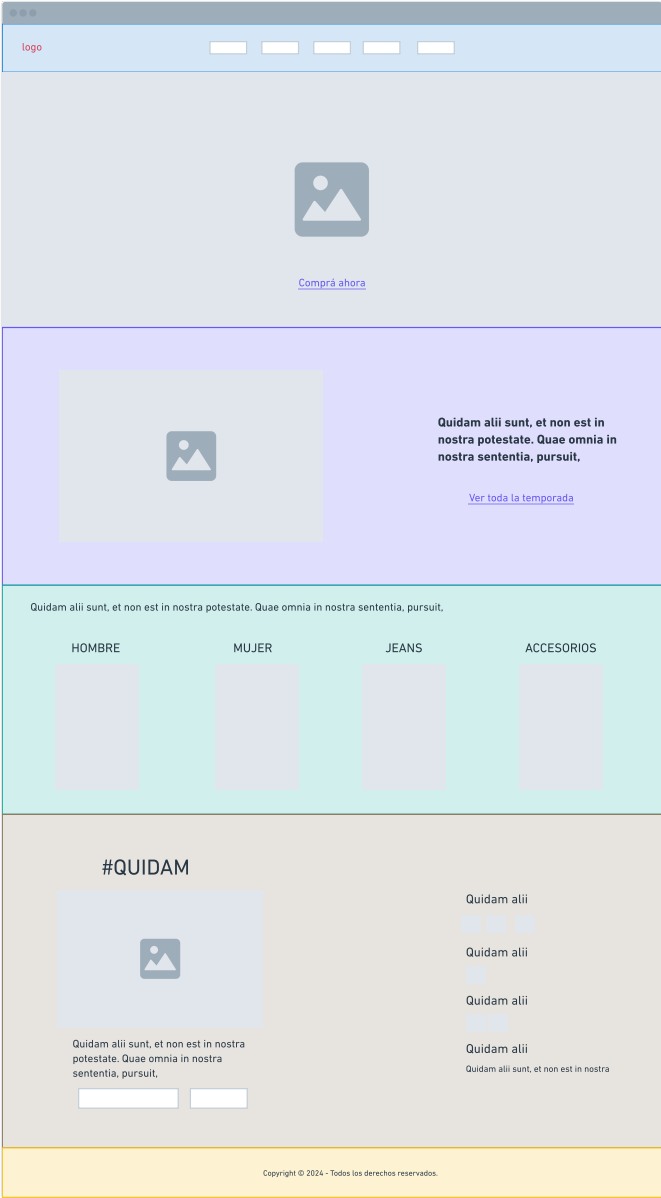 logo
Comprá ahora
Quidam alii sunt, et non est in
nostra potestate. Quae omnia in
nostra sententia, pursuit,
Ver toda la temporada
Quidam alii sunt, et non est in nostra potestate. Quae omnia in nostra sententia, pursuit,
HOMBRE
MUJER
JEANS
ACCESORIOS
#QUIDAM
Quidam alii sunt, et non est in nostra
potestate. Quae omnia in nostra
sententia, pursuit,
Quidam alii
Quidam alii
Quidam alii
Quidam alii
Quidam alii sunt, et non est in nostra
Copyright © 2024 - Todos los derechos reservados.